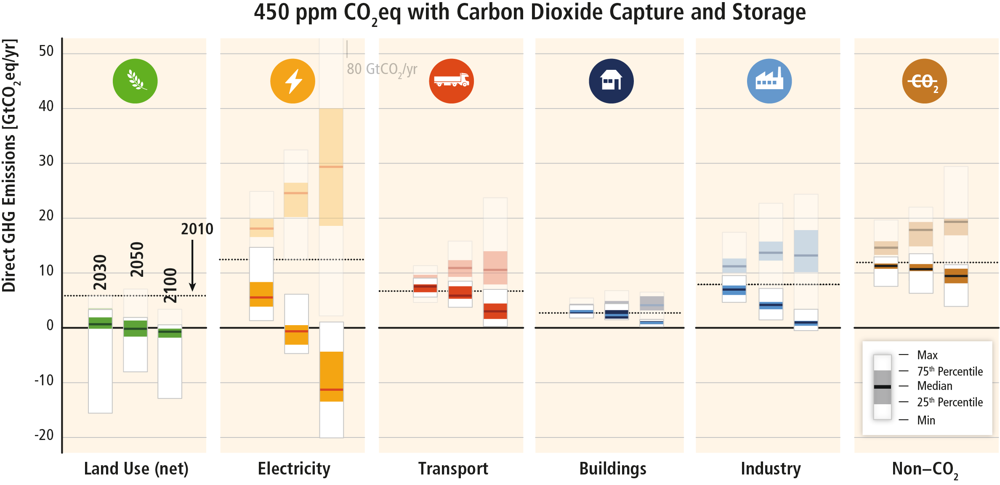 450 ppm CO₂eq with Carbon Dioxide Capture and Storage
Direct GHG Emissions [GtCO₂eq/yr]
50
40
30
20
10
0
-10
-20
80 GtCO₂/yr
CO₂
2030
2050
2100
2010
Max
75th Percentile
Median
25th Percentile
Min
Land Use (net)
Electricity
Transport
Buildings
Industry
Non–CO₂